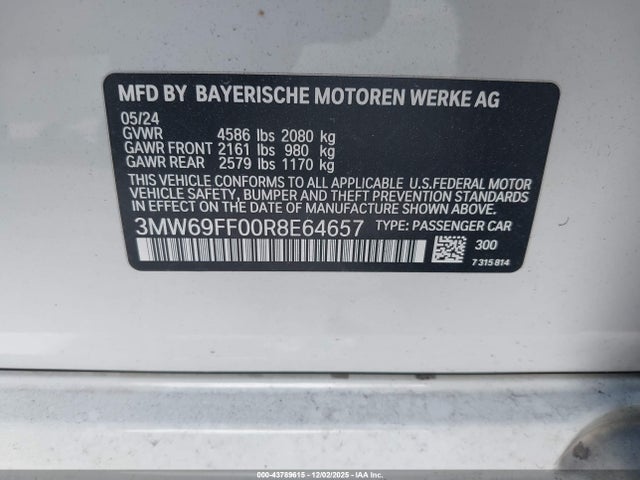 MFD BY BAYERISCHE MOTOREN WERKE AG
05/24
GVWR 4586 lbs 2080 kg
GAWR FRONT 2161 lbs 980 kg
GAWR REAR 2579 lbs 1170 kg
THIS VEHICLE CONFORMS TO ALL APPLICABLE U.S.FEDERAL MOTOR
VEHICLE SAFETY, BUMPER, AND THEFT PREVENTION
STANDARDS IN EFFECT ON THE DATE OF MANUFACTURE SHOWN ABOVE.
3MW69FF00R8E64657 TYPE: PASSENGER CAR
300
7 315 814
000-43789615 - 12/02/2025 - IAA Inc.